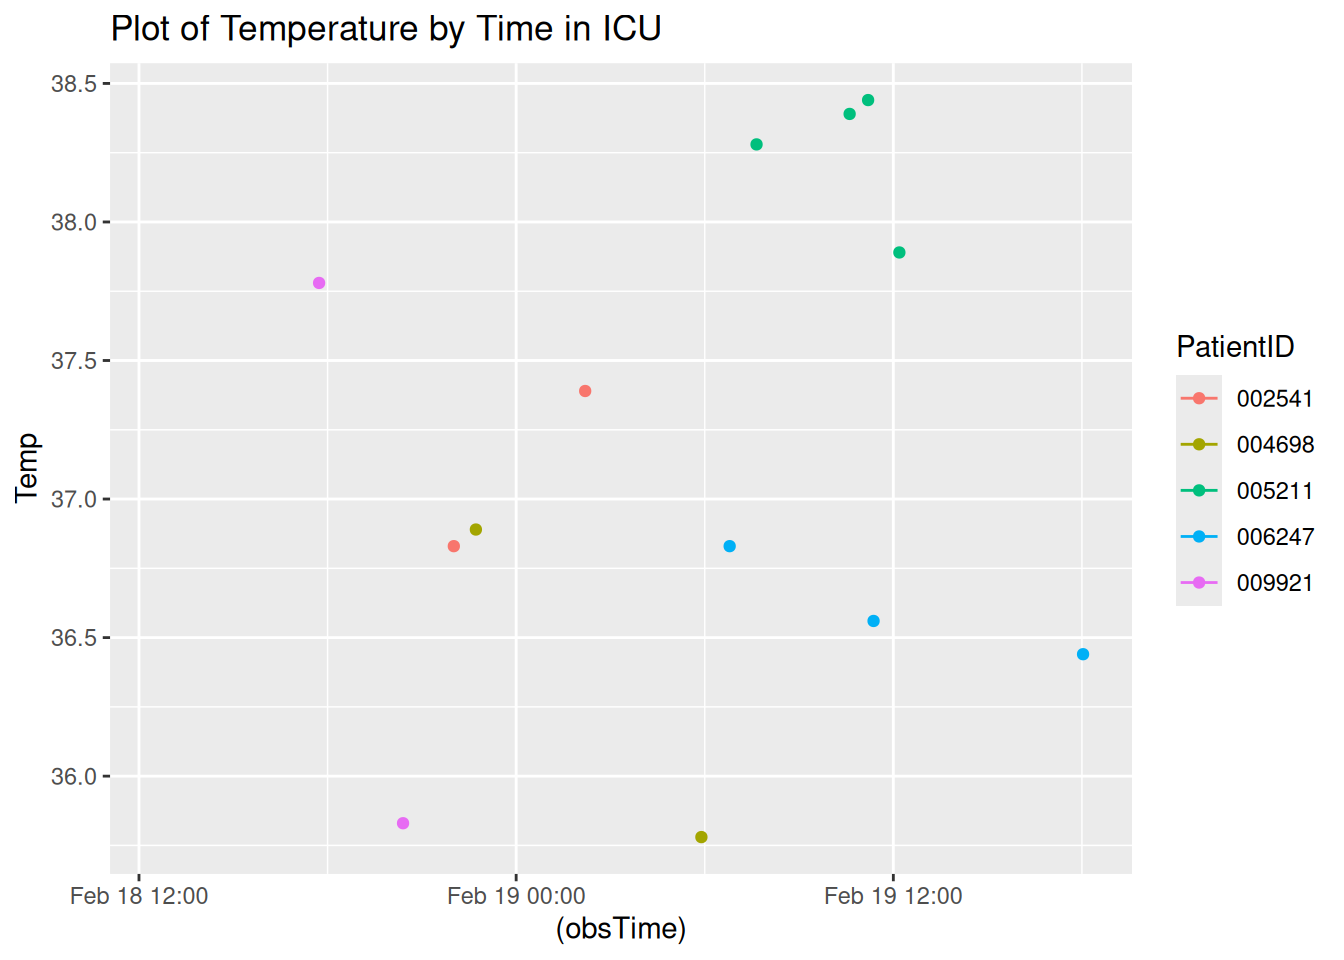 Plot of Temperature by Time in ICU
38.5
38.0
37.5
37.0
36.5
36.0
Temp
Feb 18 12:00
Feb 19 00:00
Feb 19 12:00
(obsTime)
PatientID
002541
004698
005211
006247
009921